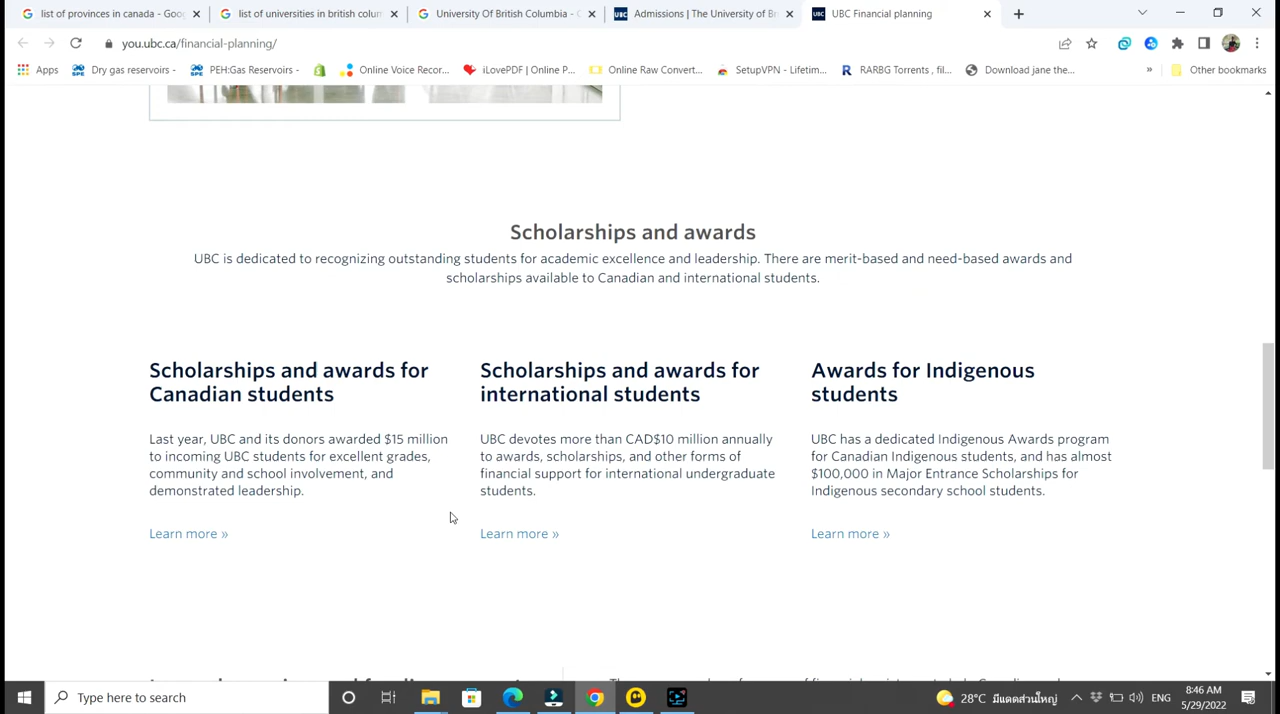 list of provinces in canada - Goo
list of universities in british colum
University Of British Columbia - C
Admissions | The University of Br
UBC
UBC Financial planning
you.ubc.ca/financial-planning/
Apps
Dry gas reservoirs -
PEH:Gas Reservoirs -
Online Voice Recor...
iLovePDF | Online P...
Online Raw Convert...
SetupVPN - Lifetim...
RARBG Torrents , fil...
Download jane the...
»
Other bookmarks
Scholarships and awards
UBC is dedicated to recognizing outstanding students for academic excellence and leadership. There are merit-based and need-based awards and
scholarships available to Canadian and international students.
Scholarships and awards for
Canadian students
Last year, UBC and its donors awarded $15 million
to incoming UBC students for excellent grades,
community and school involvement, and
demonstrated leadership.
Learn more »
Scholarships and awards for
international students
UBC devotes more than CAD$10 million annually
to awards, scholarships, and other forms of
financial support for international undergraduate
students.
Learn more »
Awards for Indigenous
students
UBC has a dedicated Indigenous Awards program
for Canadian Indigenous students, and has almost
$100,000 in Major Entrance Scholarships for
Indigenous secondary school students.
Learn more »
Type here to search
28°C มีแดดส่วนใหญ่
ENG
8:46 AM
5/29/2022